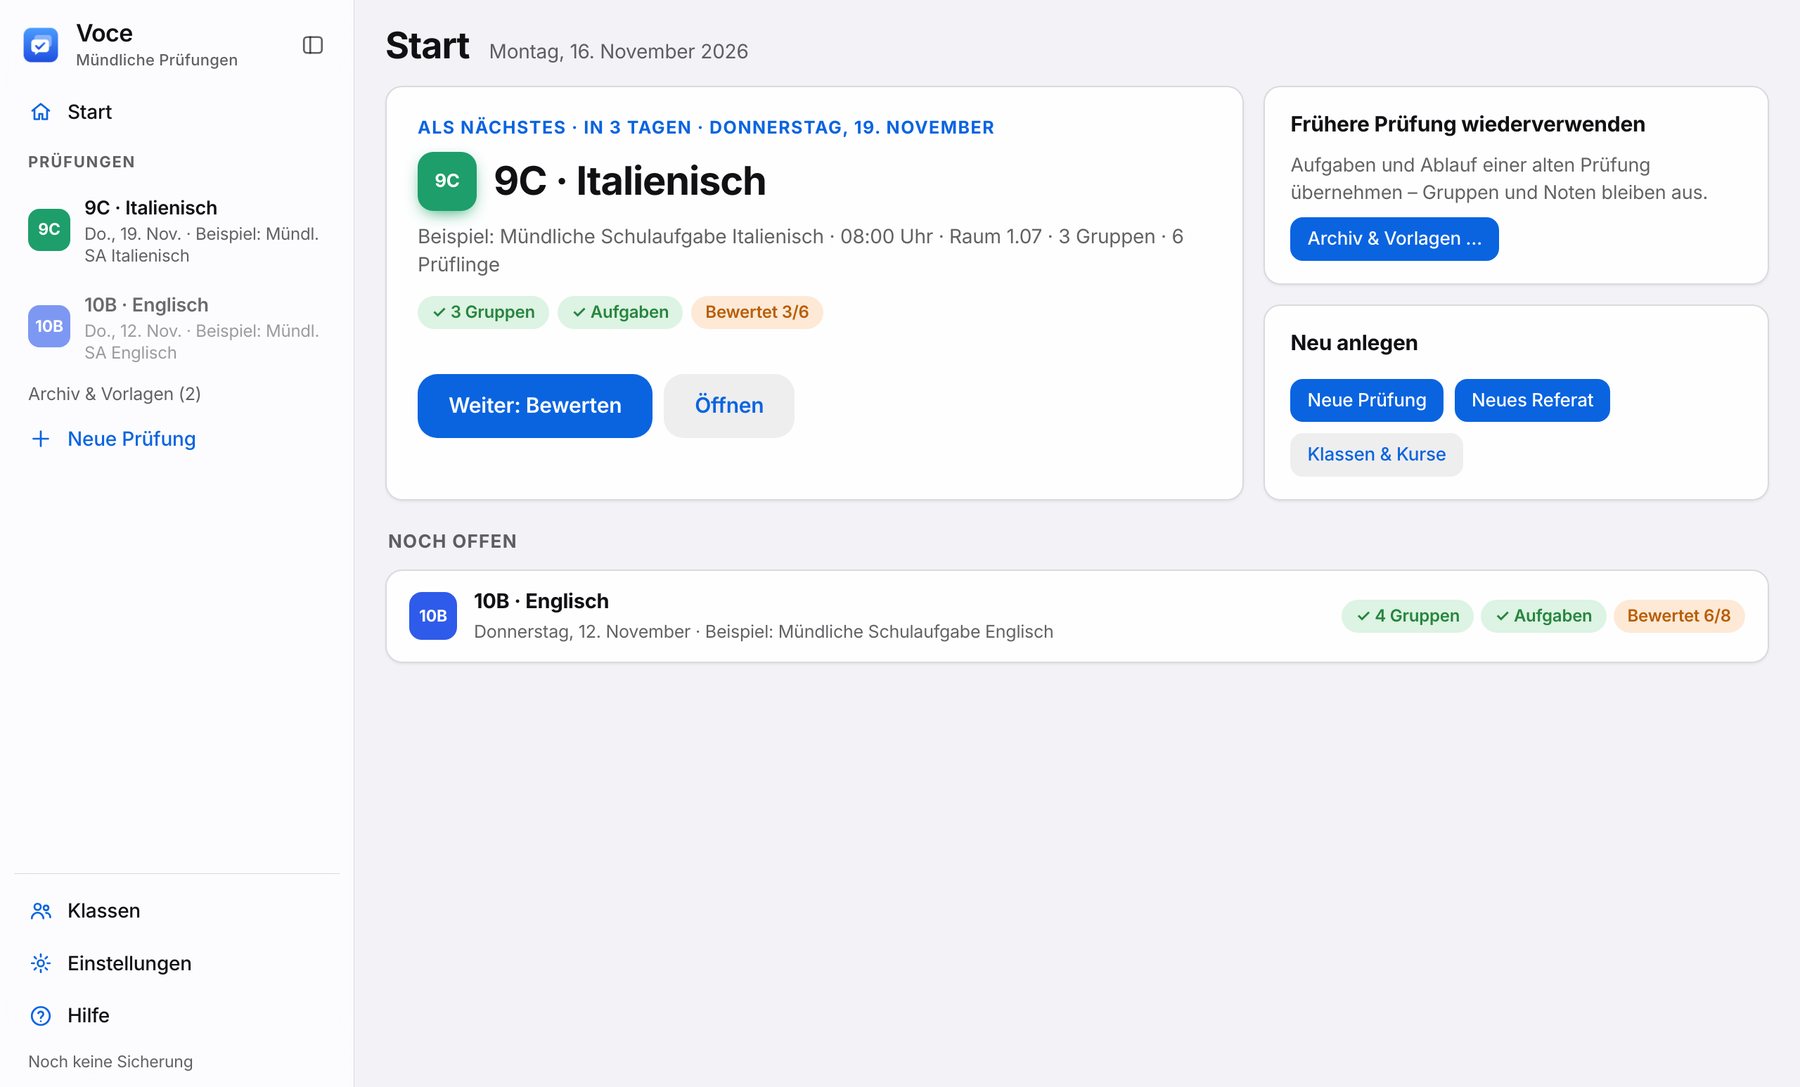 Voce
Mündliche Prüfungen
Start
PRÜFUNGEN
9C
9C · Italienisch
Do., 19. Nov. · Beispiel: Mündl.
SA Italienisch
10B
10B · Englisch
Do., 12. Nov. · Beispiel: Mündl.
SA Englisch
Archiv & Vorlagen (2)
Neue Prüfung
Klassen
Einstellungen
Hilfe
Noch keine Sicherung
Start
Montag, 16. November 2026
ALS NÄCHSTES · IN 3 TAGEN · DONNERSTAG, 19. NOVEMBER
9C
9C · Italienisch
Beispiel: Mündliche Schulaufgabe Italienisch · 08:00 Uhr · Raum 1.07 · 3 Gruppen · 6
Prüflinge
✓ 3 Gruppen
✓ Aufgaben
Bewertet 3/6
Weiter: Bewerten
Öffnen
Frühere Prüfung wiederverwenden
Aufgaben und Ablauf einer alten Prüfung
übernehmen – Gruppen und Noten bleiben aus.
Archiv & Vorlagen ...
Neu anlegen
Neue Prüfung
Neues Referat
Klassen & Kurse
NOCH OFFEN
10B
10B · Englisch
Donnerstag, 12. November · Beispiel: Mündliche Schulaufgabe Englisch
✓ 4 Gruppen
✓ Aufgaben
Bewertet 6/8